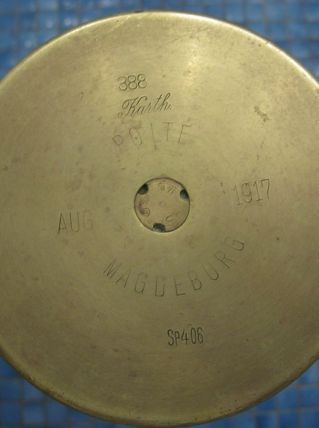 388
Karth.
POLTE
AUG 1917
MAGDEBURG
Sp406